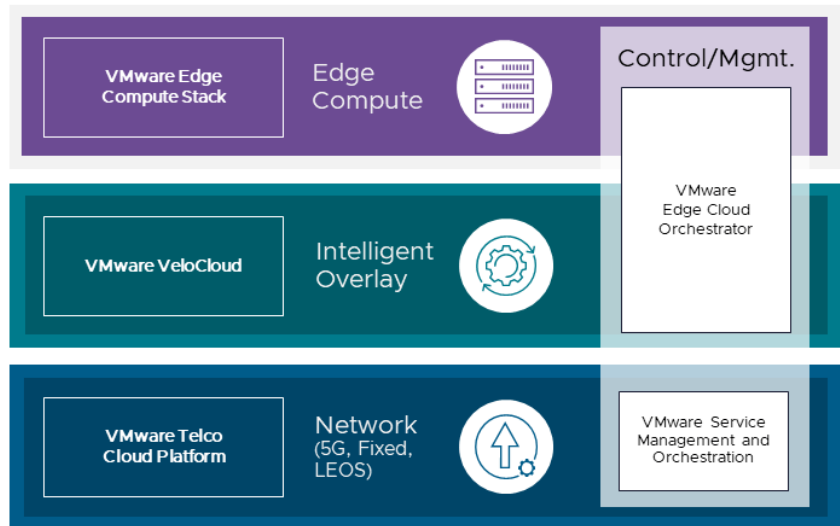 VMware Edge
Compute Stack
Edge
Compute
Control/Mgmt.
VMware
Edge Cloud
Orchestrator
VMware VeloCloud
Intelligent
Overlay
VMware Telco
Cloud Platform
Network
(5G, Fixed,
LEOS)
VMware Service
Management and
Orchestration